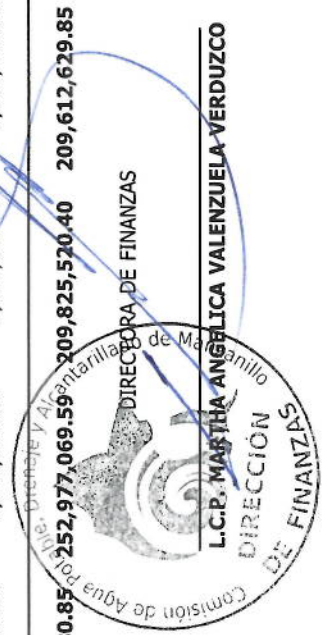 0.85 252,977,069.59 209,825,520.40 209,612,629.85
DIRECTORA DE FINANZAS
L.C.P. MARTHA ANGELICA VALENZUELA VERDUZCO
Comisión de Agua Potable, Drenaje y Alcantarillado de Manzanillo
DIRECCIÓN
DE FINANZAS